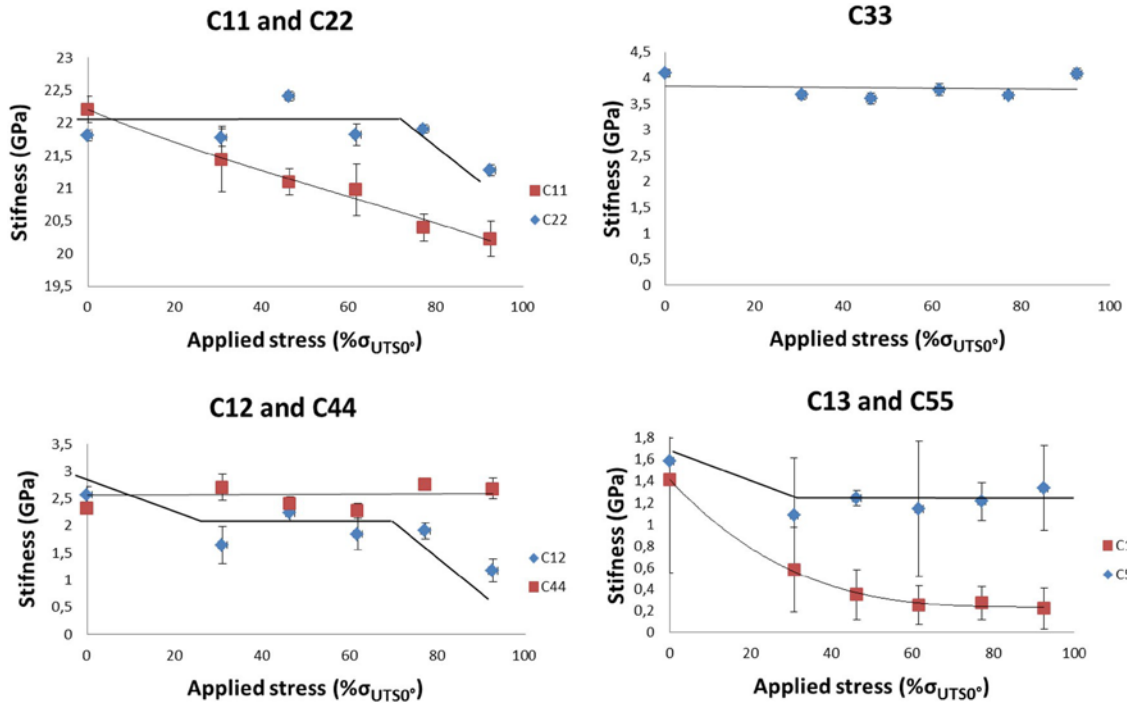 C11 and C22
23
22,5
22
21,5
21
20,5
20
19,5
0 20 40 60 80 100
Stifness (GPa)
Applied stress (%σUTS0°)
C11
C22
C33
4,5
4
3,5
3
2,5
2
1,5
1
0,5
0
0 20 40 60 80 100
Stifness (GPa)
Applied stress (%σUTS0°)
C12 and C44
3,5
3
2,5
2
1,5
1
0,5
0
0 20 40 60 80 100
Stifness (GPa)
Applied stress (%σUTS0°)
C12
C44
C13 and C55
1,8
1,6
1,4
1,2
1
0,8
0,6
0,4
0,2
0
0 20 40 60 80 100
Stifness (GPa)
Applied stress (%σUTS0°)